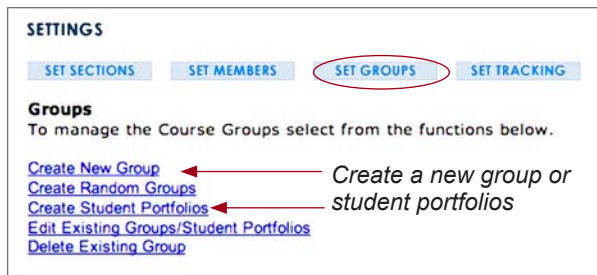 SETTINGS
SET SECTIONS SET MEMBERS SET GROUPS SET TRACKING
Groups
To manage the Course Groups select from the functions below.
Create New Group
Create Random Groups
Create Student Portfolios
Edit Existing Groups/Student Portfolios
Delete Existing Group
Create a new group or
student portfolios